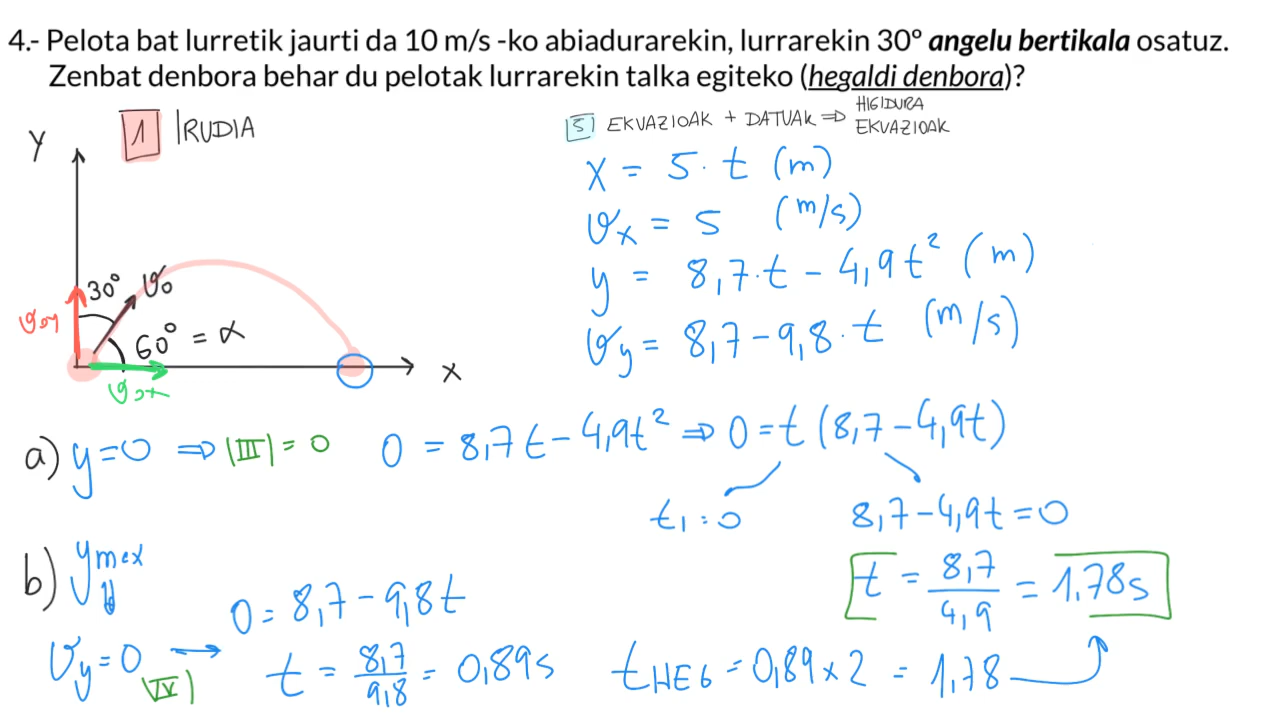 4.- Pelota bat lurretik jaurti da 10 m/s -ko abiadurarekin, lurrarekin 30º angelu bertikala osatuz.
Zenbat denbora behar du pelotak lurrarekin talka egiteko (hegaldi denbora)?
1 IRUDIA
5) EKUAZIOAK + DATUAK ⇒ HIGIDURA EKUAZIOAK
Y
30° v₀
v₀y
60° = α
v₀x
x
x = 5·t (m)
vx = 5 (m/s)
y = 8,7·t - 4,9t² (m)
vy = 8,7 - 9,8·t (m/s)
a) y=0 ⇒ |III| = 0 0 = 8,7t - 4,9t² ⇒ 0 = t (8,7 - 4,9t)
t₁ = 0 8,7 - 4,9t = 0
t = 8,7/4,9 = 1,78s
b) ymax
vy = 0 |IV| → 0 = 8,7 - 9,8t
t = 8,7/9,8 = 0,89s
tHEG = 0,89 x 2 = 1,78